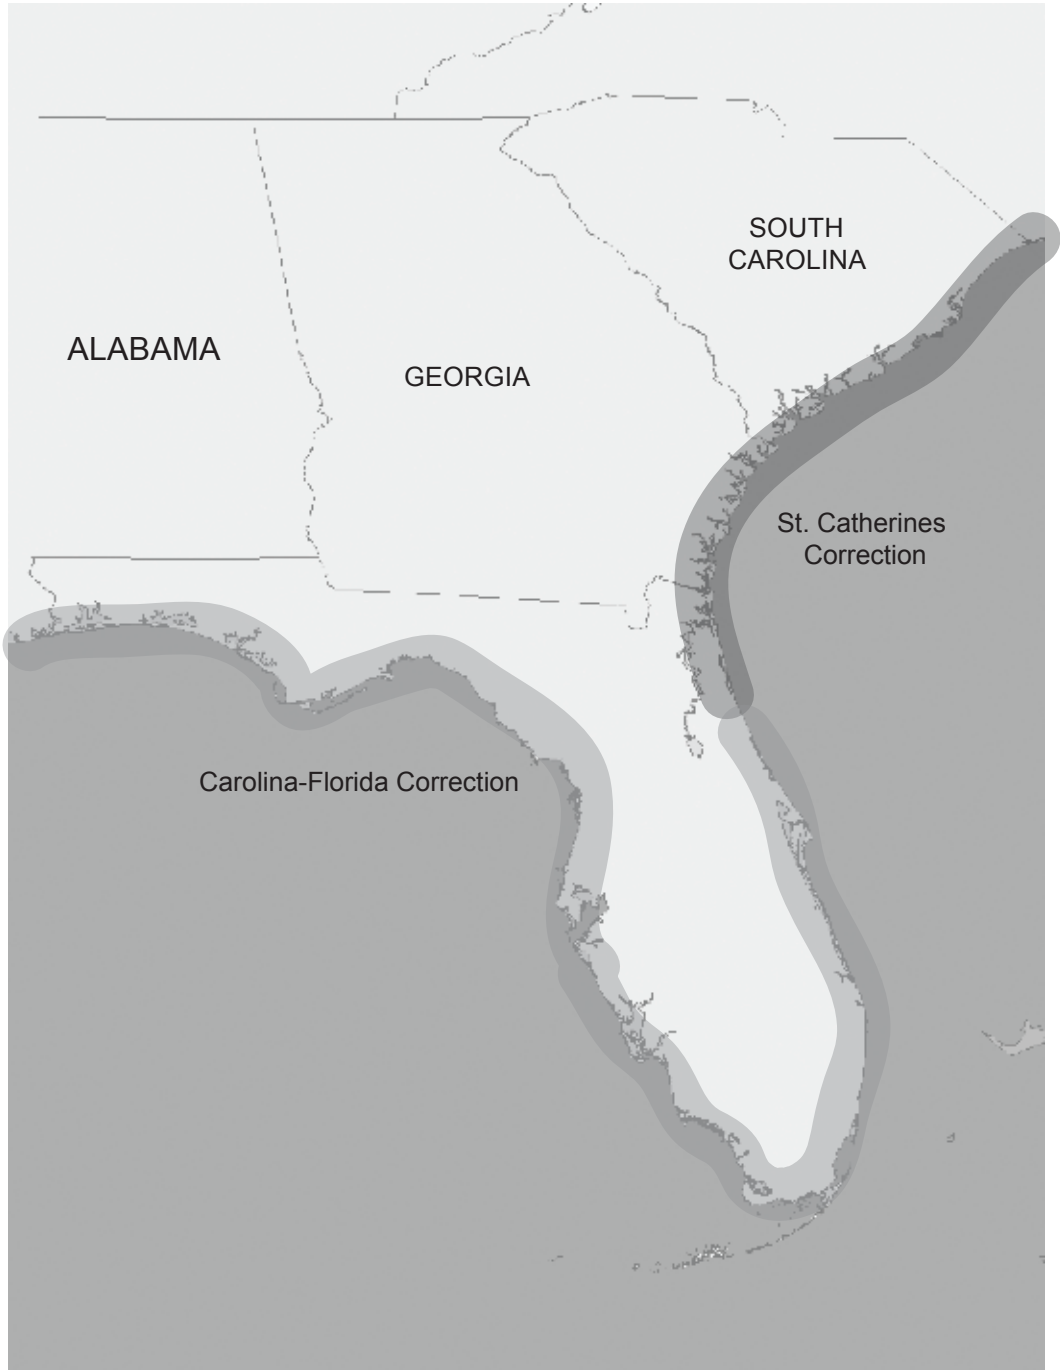 SOUTH
CAROLINA
ALABAMA
GEORGIA
St. Catherines
Correction
Carolina-Florida Correction